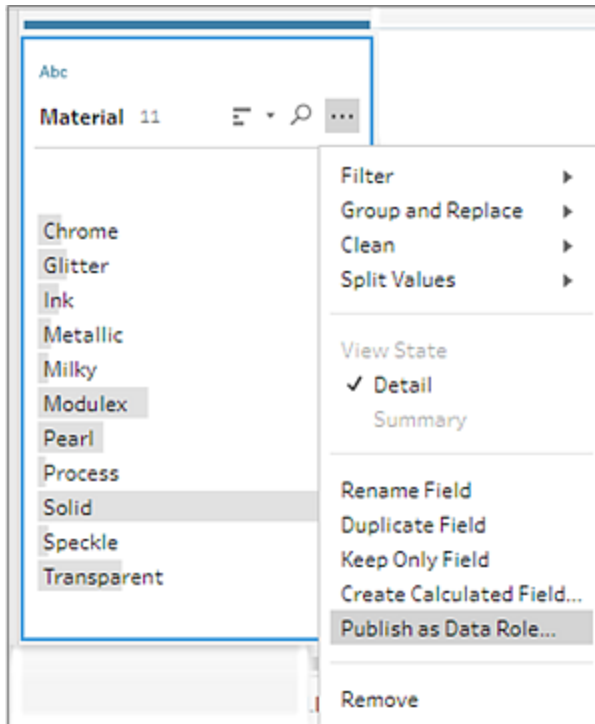 Abc
Material 11
Chrome
Glitter
Ink
Metallic
Milky
Modulex
Pearl
Process
Solid
Speckle
Transparent
Filter
Group and Replace
Clean
Split Values
View State
✓ Detail
Summary
Rename Field
Duplicate Field
Keep Only Field
Create Calculated Field...
Publish as Data Role...
Remove